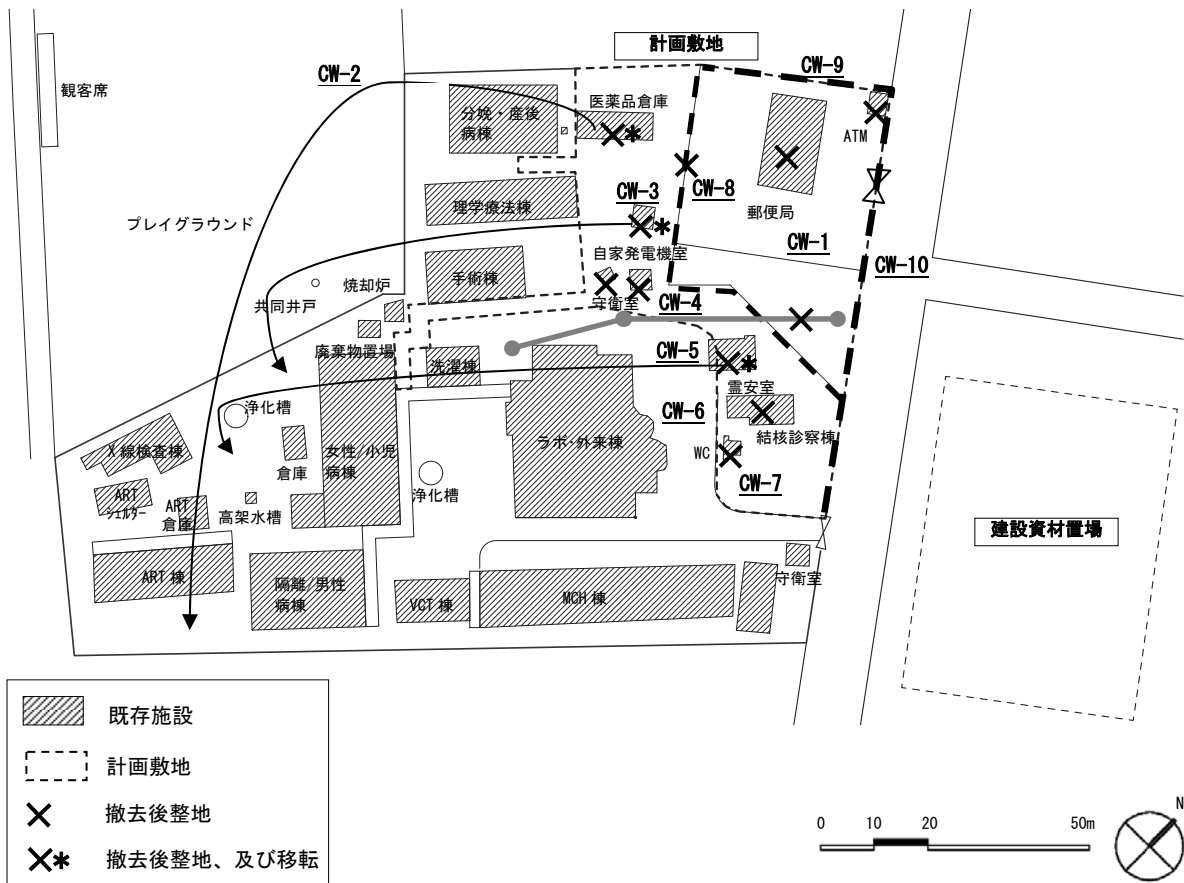 計画敷地
CW-2
CW-9
観客席
分娩・産後
病棟
医薬品倉庫
ATM
CW-3
CW-8
郵便局
プレイグラウンド
理学療法棟
自家発電機室
CW-1
CW-10
手術棟
焼却炉
共同井戸
守衛室
CW-4
廃棄物置場
洗濯棟
CW-5
霊安室
浄化槽
CW-6
結核診察棟
X線検査棟
倉庫
女性/小児
病棟
ラボ・外来棟
WC
CW-7
浄化槽
ART
シェルター
ART
倉庫
高架水槽
建設資材置場
ART 棟
隔離/男性
病棟
VCT 棟
MCH 棟
守衛室
既存施設
計画敷地
撤去後整地
撤去後整地、及び移転
0 10 20 50m
N